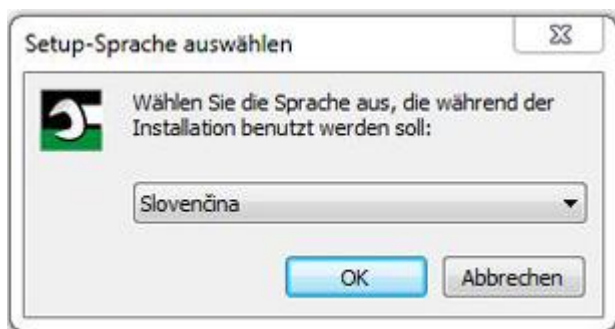 Setup-Sprache auswählen
Wählen Sie die Sprache aus, die während der
Installation benutzt werden soll:
Slovenčina
OK
Abbrechen